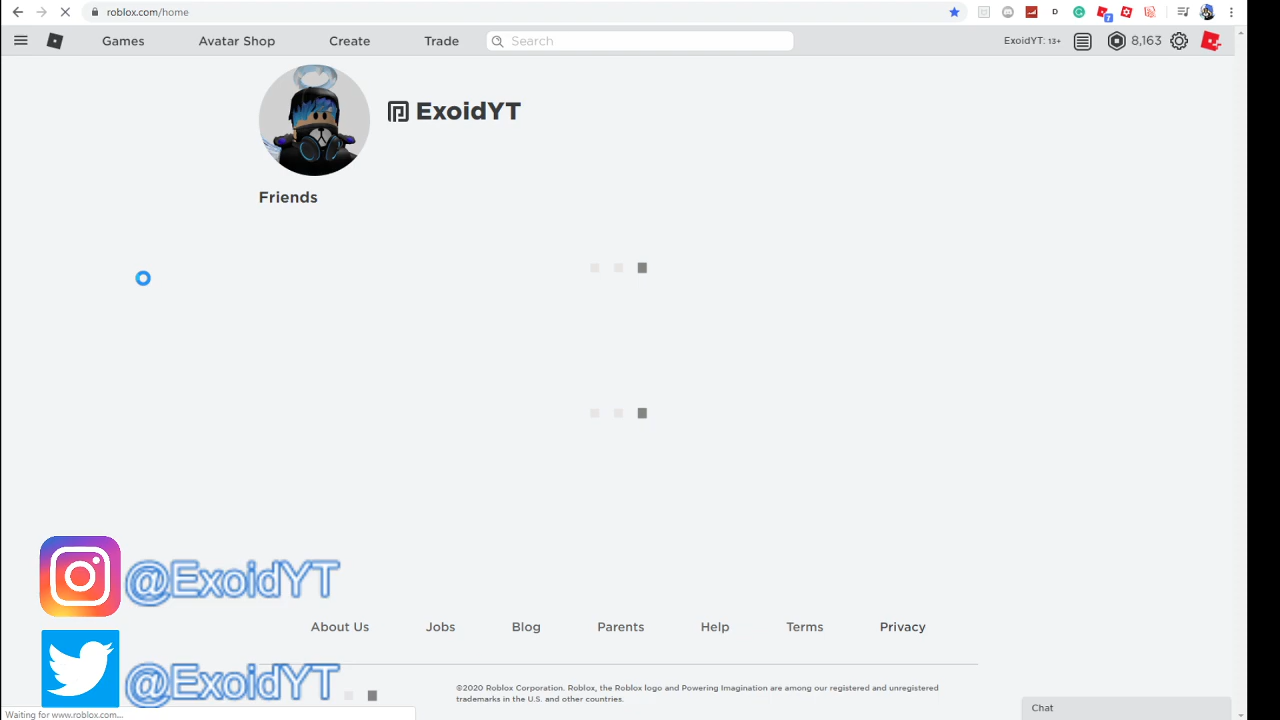 roblox.com/home
D
7
Games
Avatar Shop
Create
Trade
Search
ExoidYT: 13+
8,163
ExoidYT
Friends
@ExoidYT
About Us
Jobs
Blog
Parents
Help
Terms
Privacy
@ExoidYT
©2020 Roblox Corporation. Roblox, the Roblox logo and Powering Imagination are among our registered and unregistered
trademarks in the U.S. and other countries.
Chat
Waiting for www.roblox.com...